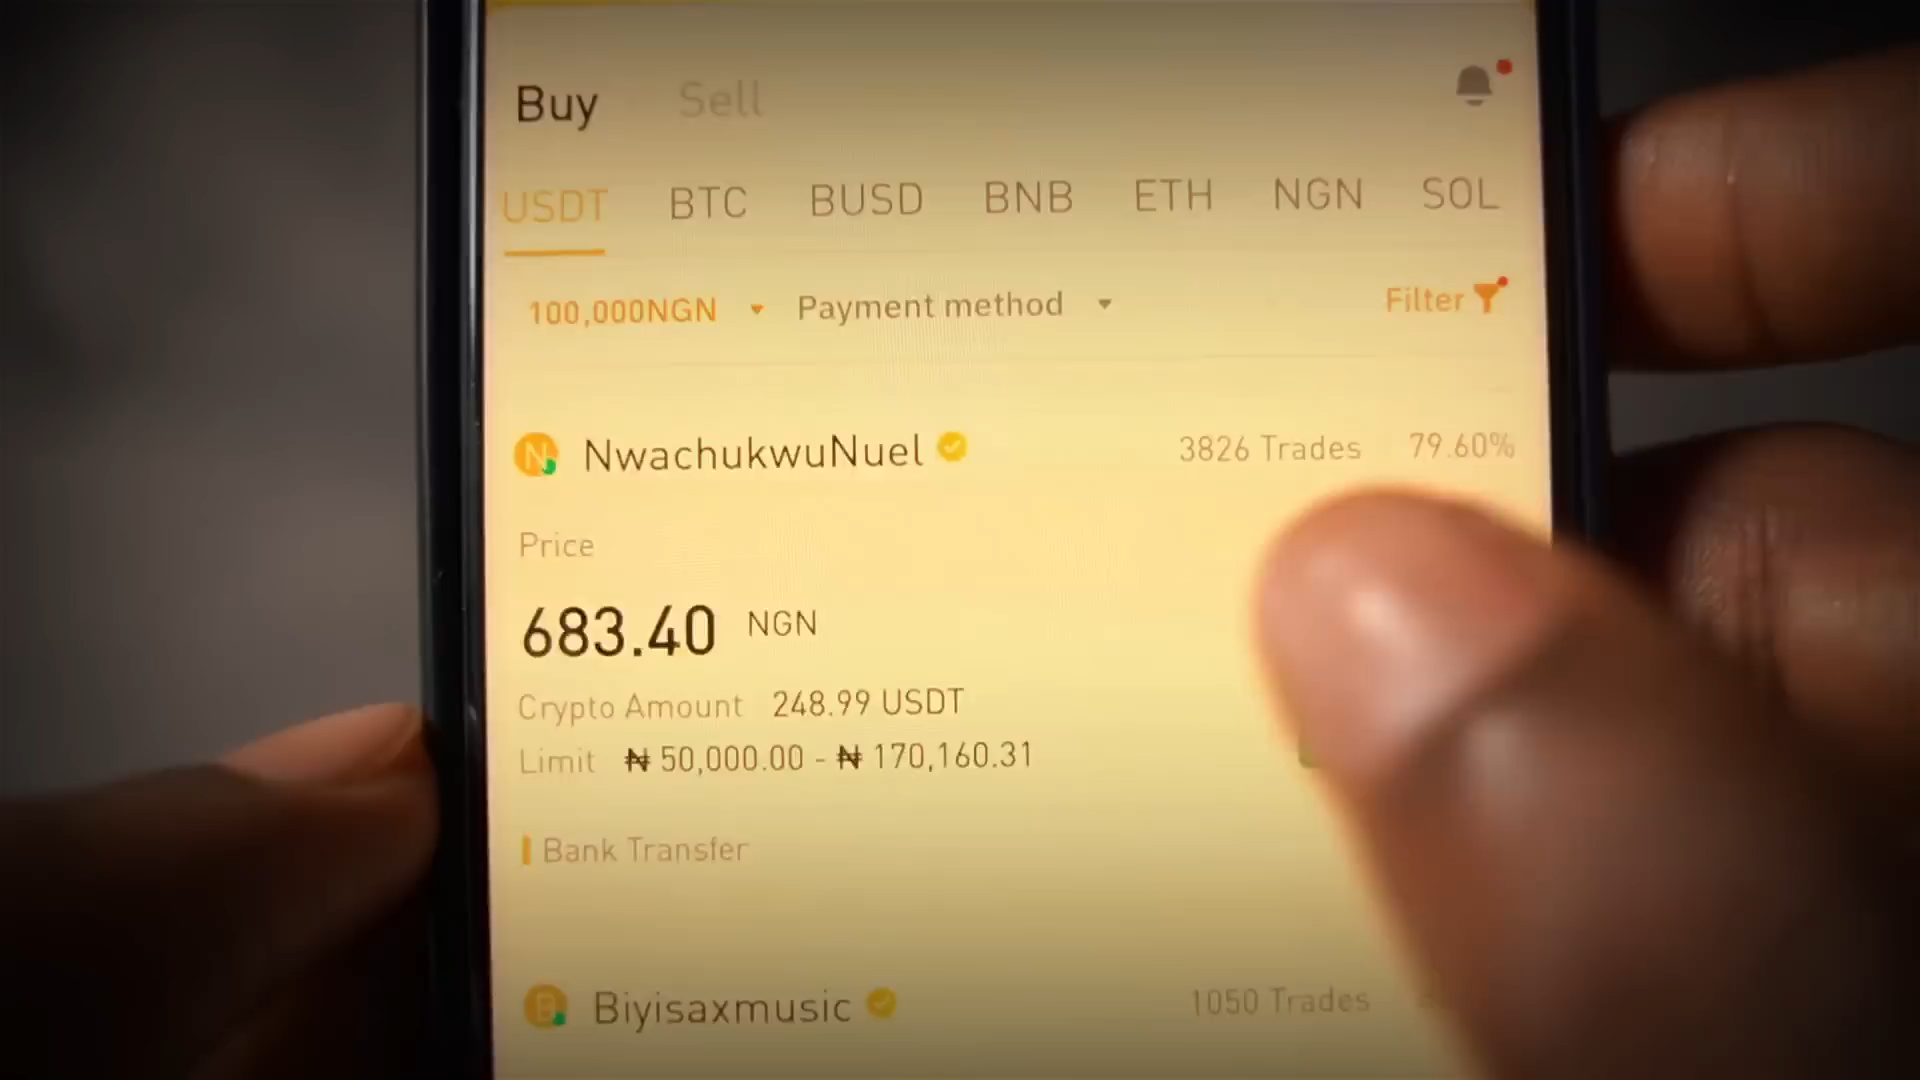 Buy Sell
USDT BTC BUSD BNB ETH NGN SOL
100,000NGN Payment method Filter
N NwachukwuNuel 3826 Trades 79.60%
Price
683.40 NGN
Crypto Amount 248.99 USDT
Limit ₦ 50,000.00 - ₦ 170,160.31
Bank Transfer
B Biyisaxmusic 1050 Trades